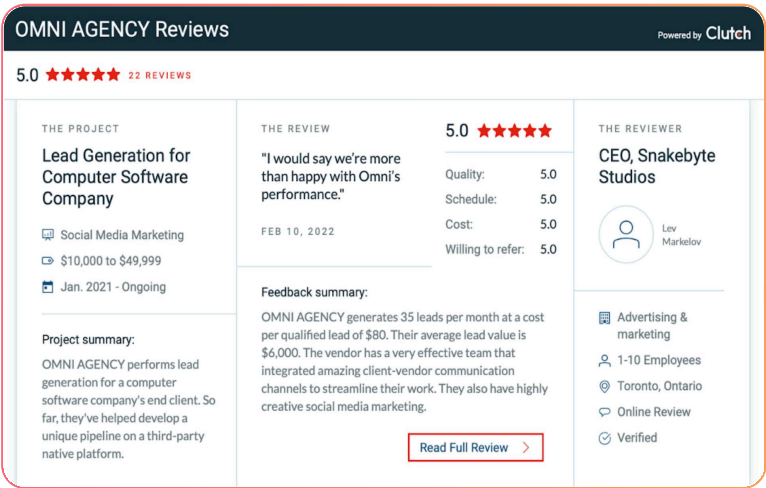 OMNI AGENCY Reviews
Powered by Clutch
5.0 22 REVIEWS
THE PROJECT
Lead Generation for
Computer Software
Company
Social Media Marketing
$10,000 to $49,999
Jan. 2021 - Ongoing
Project summary:
OMNI AGENCY performs lead
generation for a computer
software company's end client. So
far, they've helped develop a
unique pipeline on a third-party
native platform.
THE REVIEW
"I would say we're more
than happy with Omni's
performance."
FEB 10, 2022
5.0
Quality: 5.0
Schedule: 5.0
Cost: 5.0
Willing to refer: 5.0
Feedback summary:
OMNI AGENCY generates 35 leads per month at a cost
per qualified lead of $80. Their average lead value is
$6,000. The vendor has a very effective team that
integrated amazing client-vendor communication
channels to streamline their work. They also have highly
creative social media marketing.
Read Full Review
THE REVIEWER
CEO, Snakebyte
Studios
Lev
Markelov
Advertising &
marketing
1-10 Employees
Toronto, Ontario
Online Review
Verified